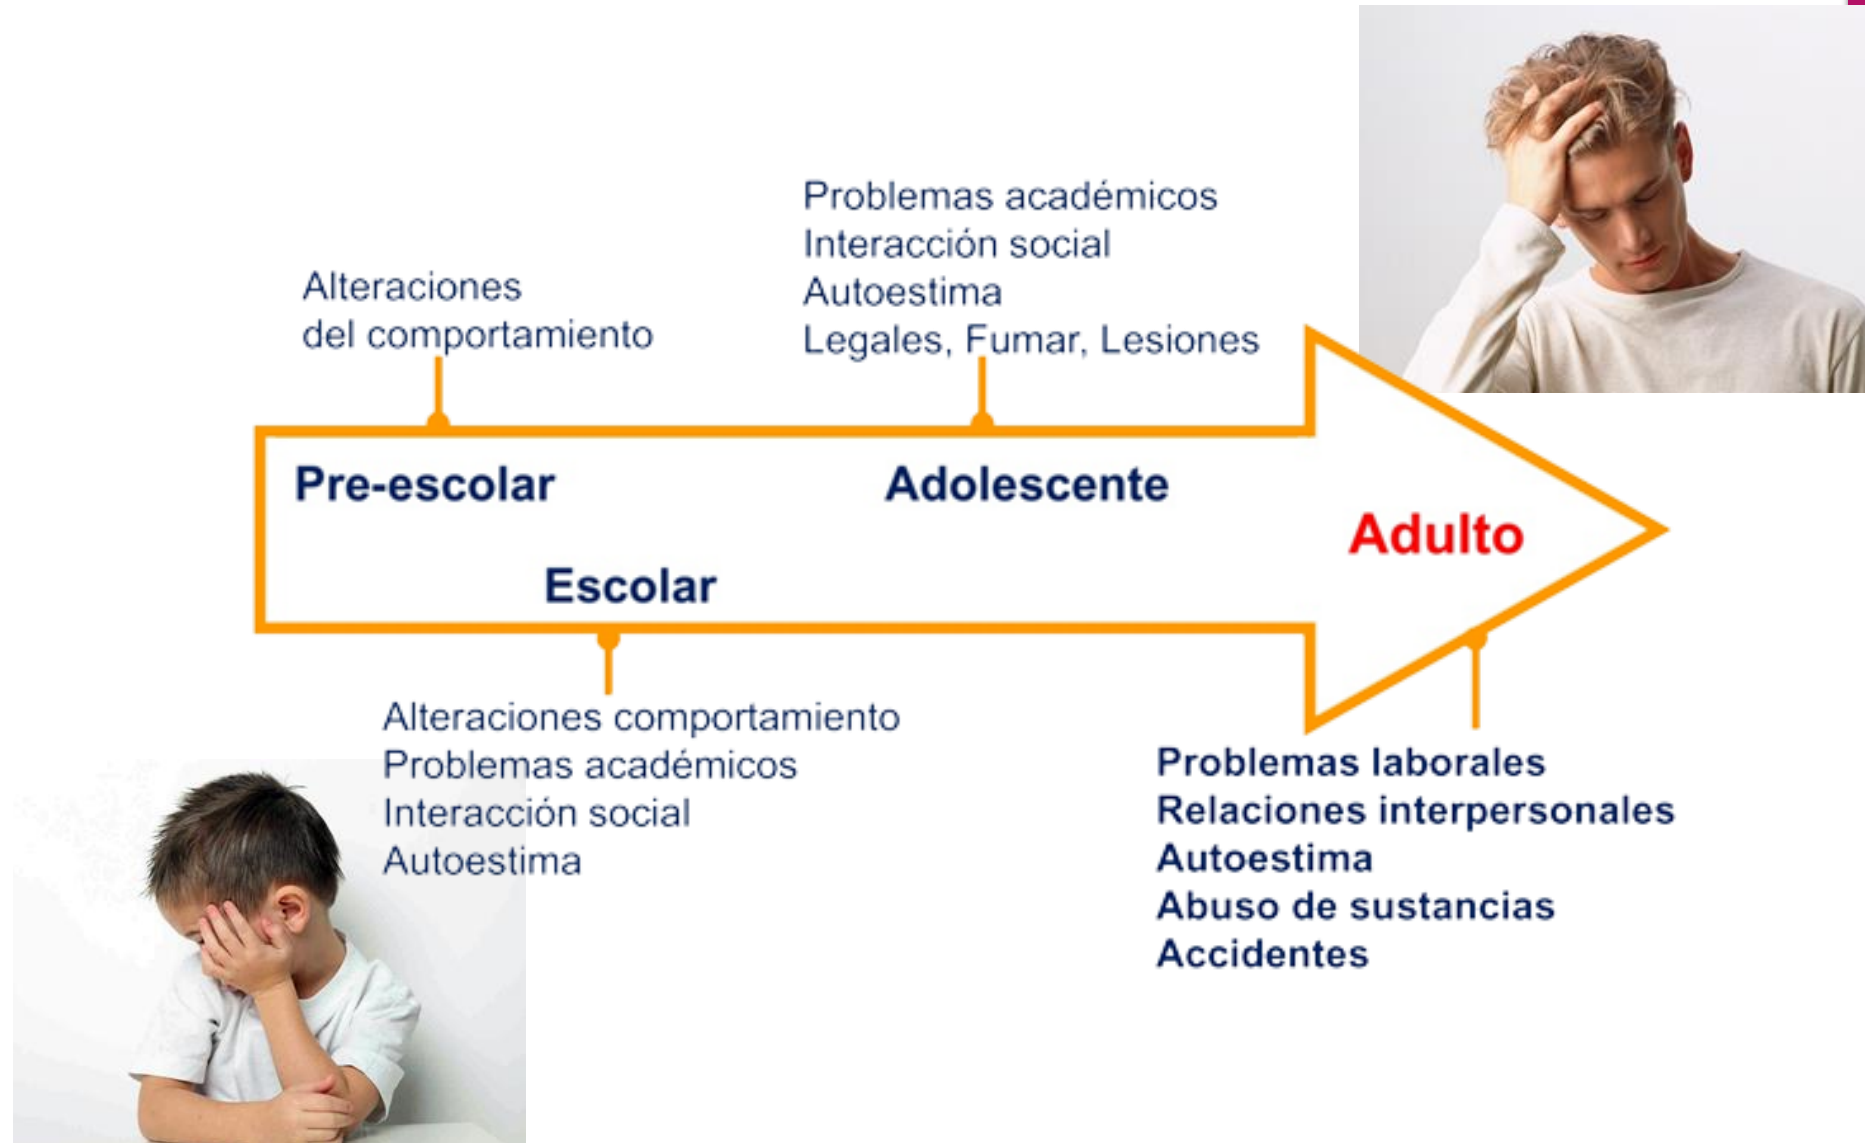 Problemas académicos
Interacción social
Autoestima
Legales, Fumar, Lesiones
Alteraciones
del comportamiento
Pre-escolar
Adolescente
Adulto
Escolar
Alteraciones comportamiento
Problemas académicos
Interacción social
Autoestima
Problemas laborales
Relaciones interpersonales
Autoestima
Abuso de sustancias
Accidentes